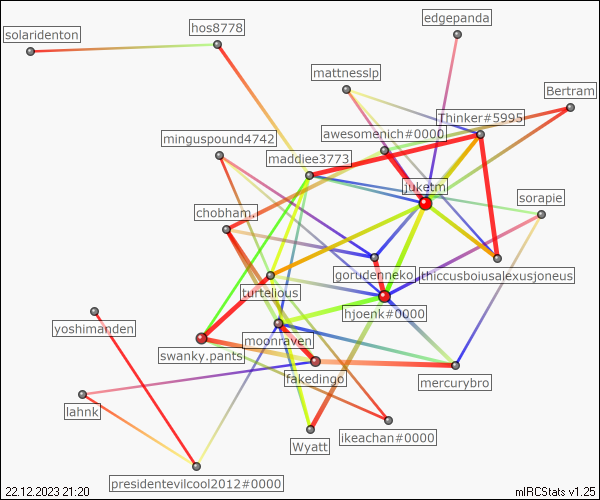 edgepanda
hos8778
solaridenton
mattnesslp
Bertram
Thinker#5995
awesomenich#0000
minguspound4742
maddiee3773
juketm
sorapie
chobham.
gorudenneko
thiccusboiusalexusjoneus
turtelious
hjoenk#0000
yoshimanden
moonraven
swanky.pants
fakedingo
mercurybro
lahnk
ikeachan#0000
Wyatt
presidentevilcool2012#0000
22.12.2023 21:20
mIRCStats v1.25